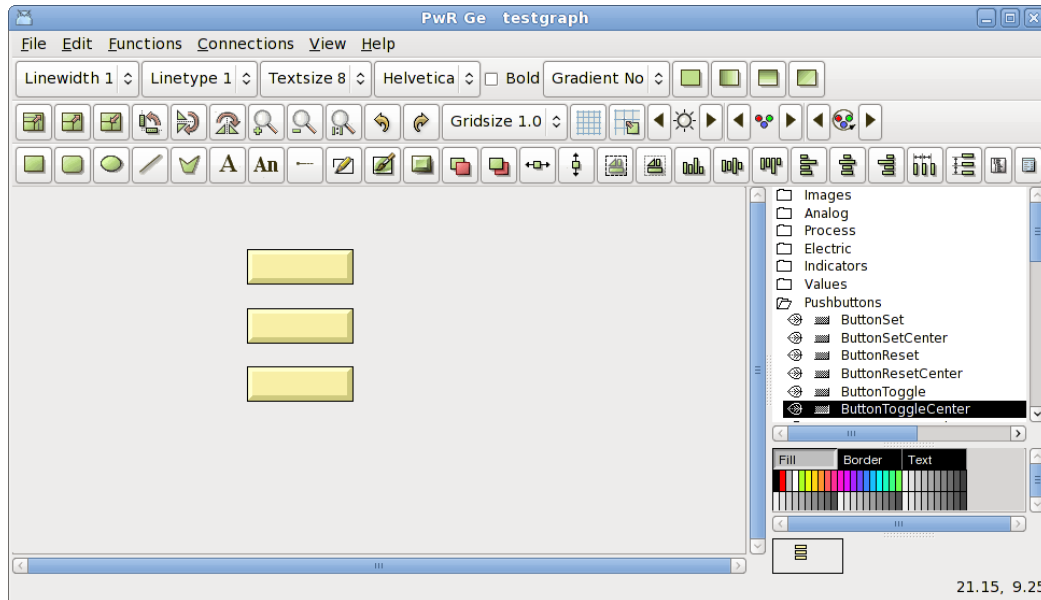 PwR Ge testgraph
File Edit Functions Connections View Help
Linewidth 1 Linetype 1 Textsize 8 Helvetica Bold Gradient No
Gridsize 1.0
A An
Images
Analog
Process
Electric
Indicators
Values
Pushbuttons
ButtonSet
ButtonSetCenter
ButtonReset
ButtonResetCenter
ButtonToggle
ButtonToggleCenter
Fill Border Text
21.15, 9.25